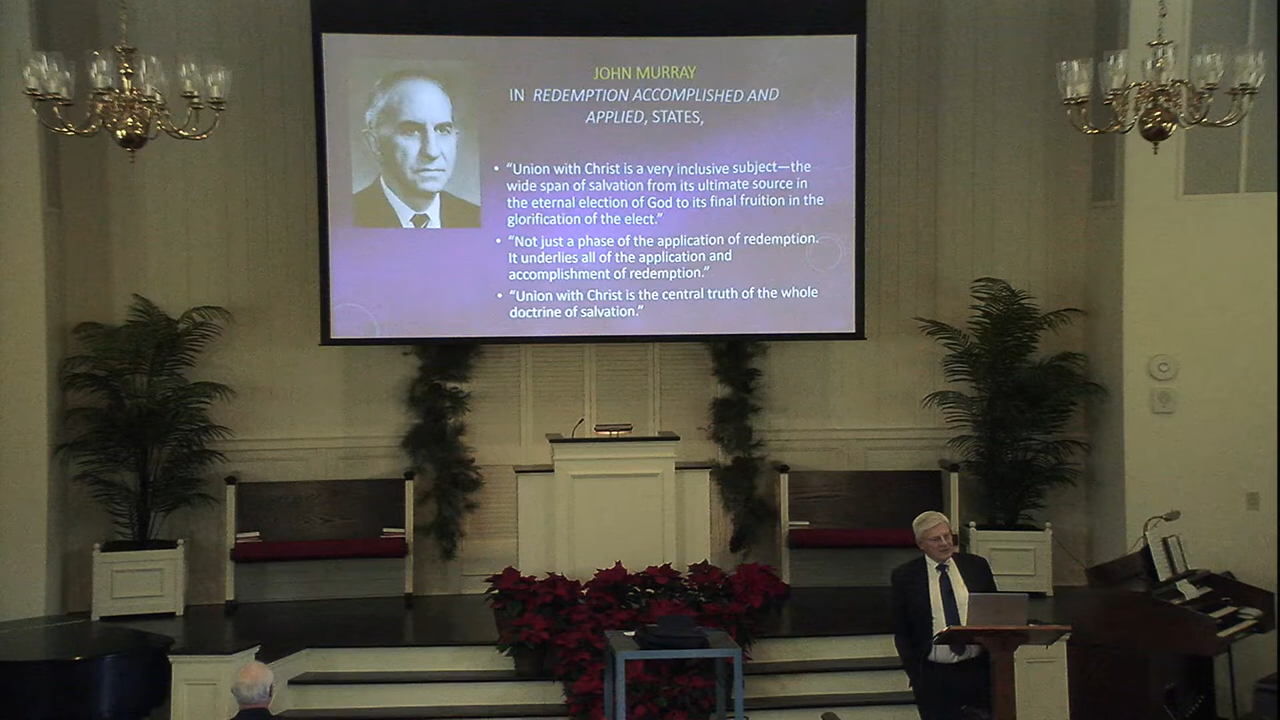 JOHN MURRAY
IN REDEMPTION ACCOMPLISHED AND
APPLIED, STATES,
• “Union with Christ is a very inclusive subject—the
wide span of salvation from its ultimate source in
the eternal election of God to its final fruition in the
glorification of the elect.”
• “Not just a phase of the application of redemption.
It underlies all of the application and
accomplishment of redemption.”
• “Union with Christ is the central truth of the whole
doctrine of salvation.”